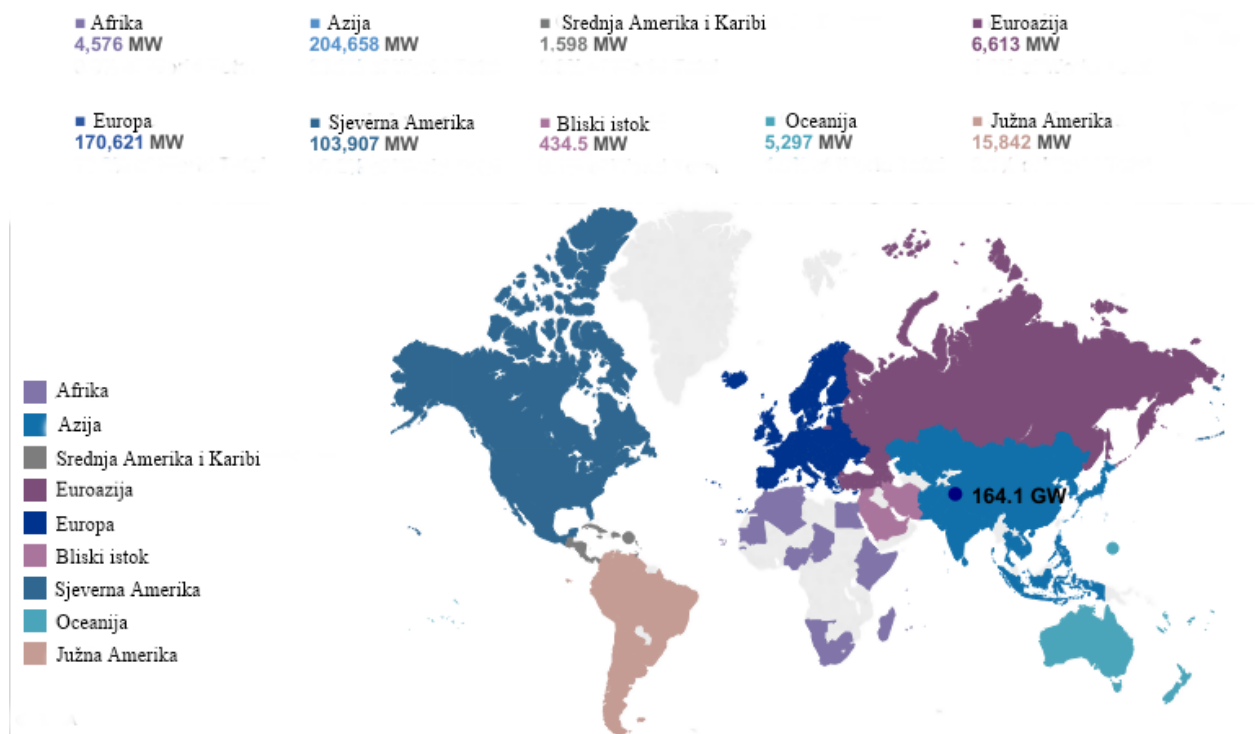 Afrika
4,576 MW
Azija
204,658 MW
Srednja Amerika i Karibi
1.598 MW
Euroazija
6,613 MW
Europa
170,621 MW
Sjeverna Amerika
103,907 MW
Bliski istok
434.5 MW
Oceanija
5,297 MW
Južna Amerika
15,842 MW
Afrika
Azija
Srednja Amerika i Karibi
Euroazija
Europa
Bliski istok
Sjeverna Amerika
Oceanija
Južna Amerika
164.1 GW